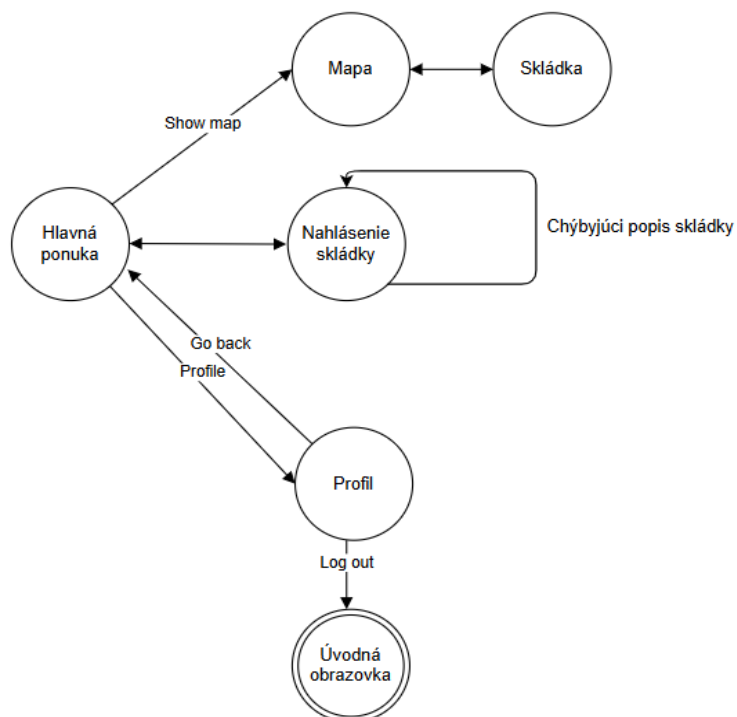 Mapa
Skládka
Show map
Hlavná
ponuka
Nahlásenie
skládky
Chýbyjúci popis skládky
Go back
Profile
Profil
Log out
Úvodná
obrazovka